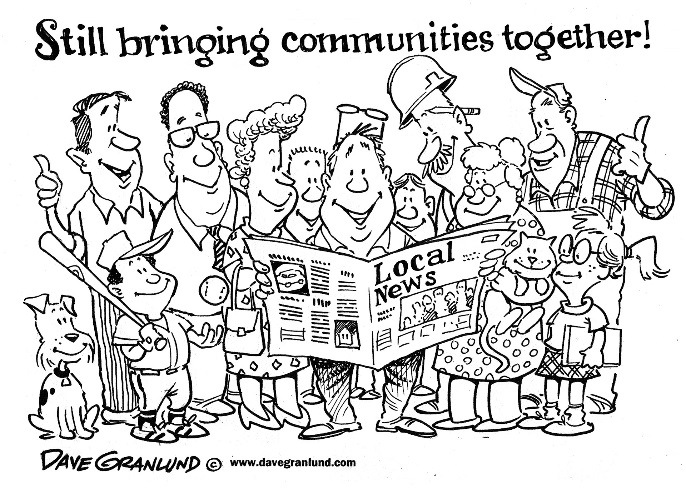 Still bringing communities together!
Local
News
Dave Granlund © www.davegranlund.com